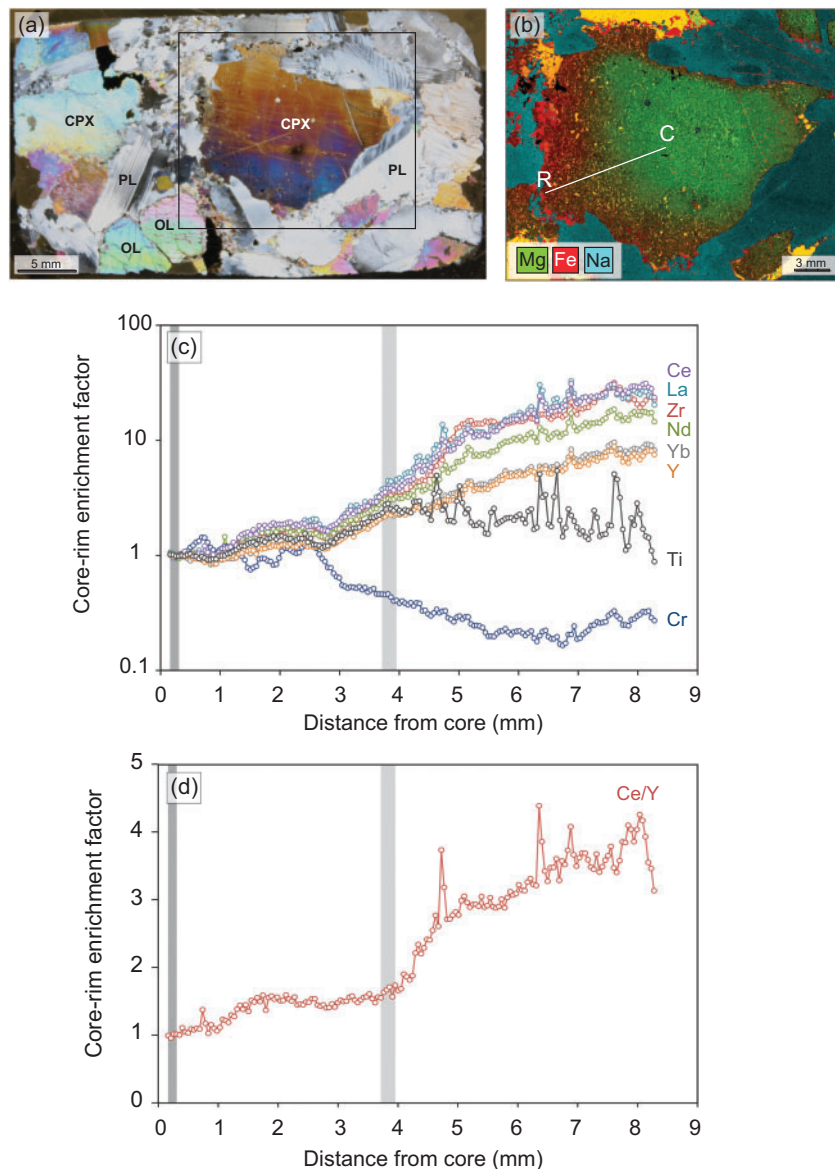 (a)
CPX
CPX
PL
PL
OL
OL
5 mm
(b)
C
R
Mg Fe Na
3 mm
(c)
Core-rim enrichment factor
100
10
1
0.1
Ce
La
Zr
Nd
Yb
Y
Ti
Cr
0 1 2 3 4 5 6 7 8 9
Distance from core (mm)
(d)
Core-rim enrichment factor
5
4
3
2
1
0
Ce/Y
0 1 2 3 4 5 6 7 8 9
Distance from core (mm)